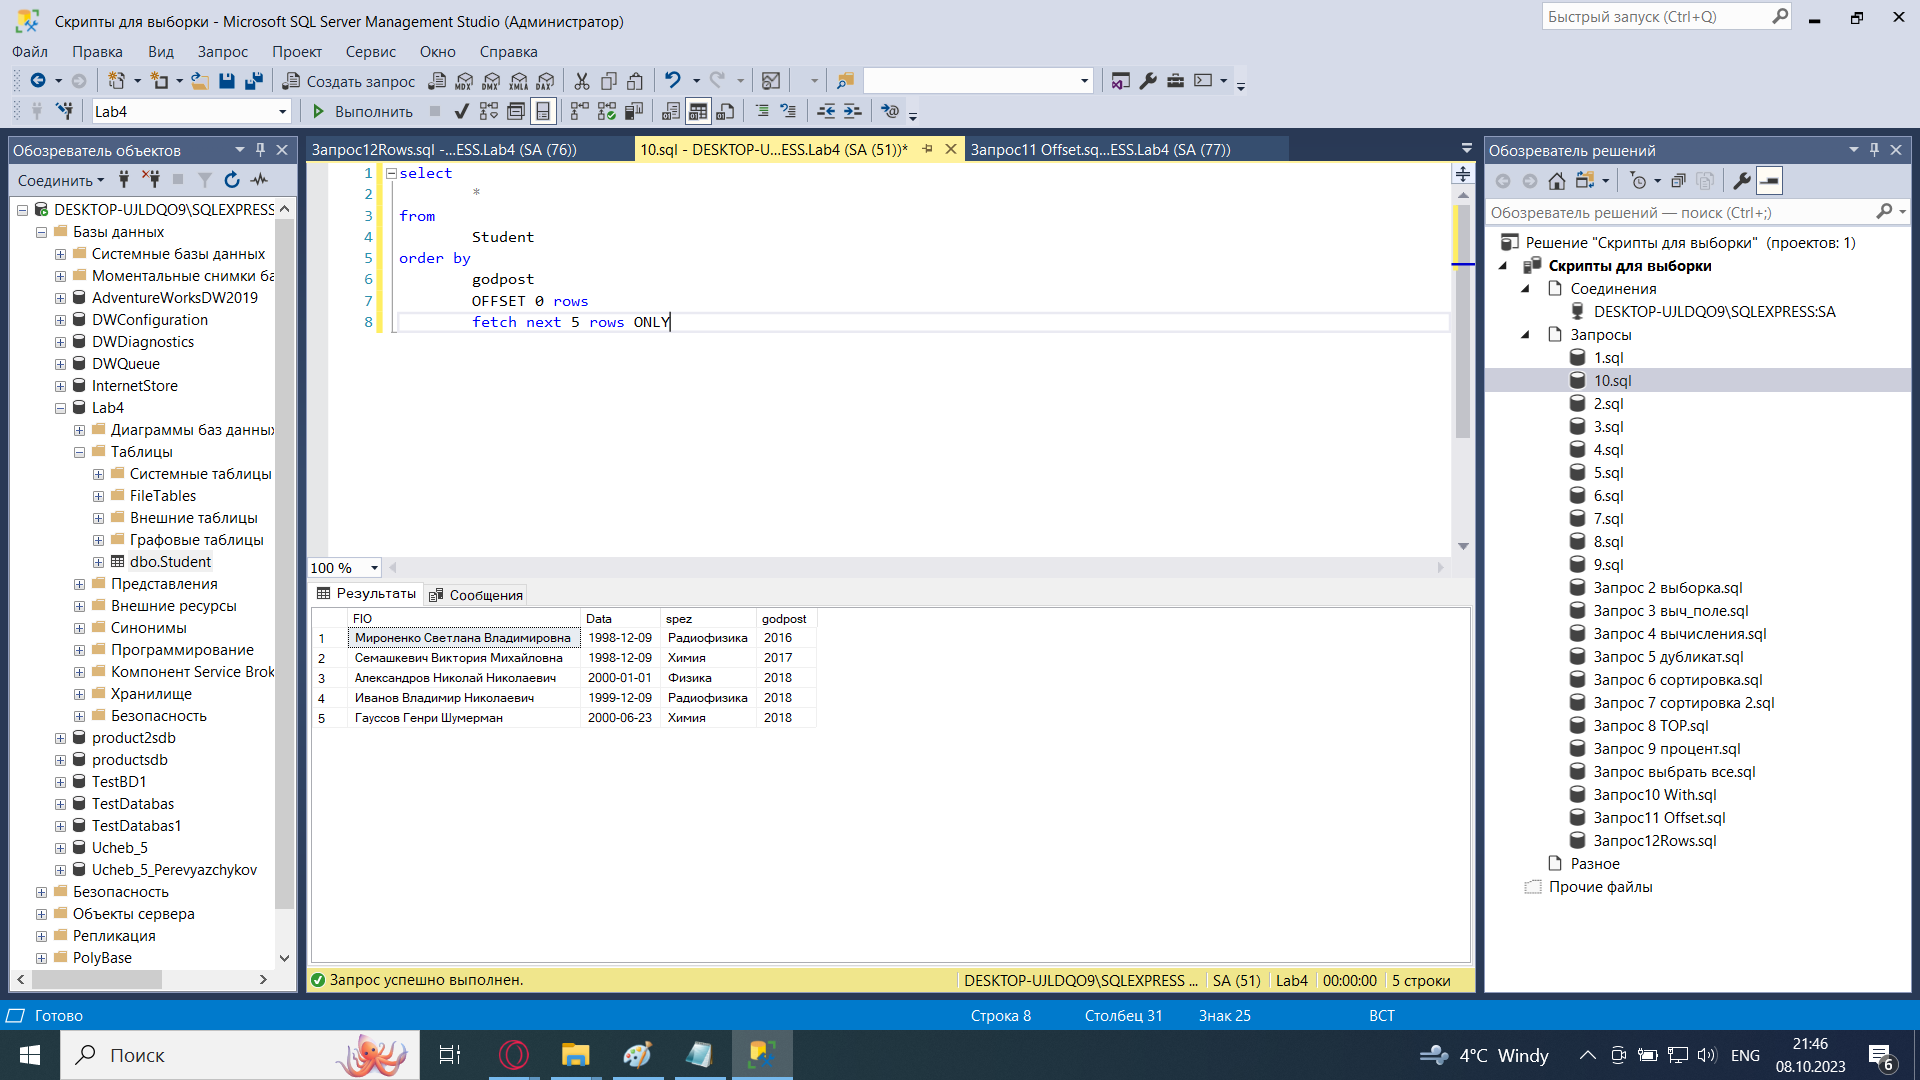 Скрипты для выборки - Microsoft SQL Server Management Studio (Администратор)
Быстрый запуск (Ctrl+Q)
Файл Правка Вид Запрос Проект Сервис Окно Справка
Создать запрос
MDX DMX XMLA DAX
Lab4
Выполнить
Обозреватель объектов
Соединить
DESKTOP-UJLDQO9\SQLEXPRESS
Базы данных
Системные базы данных
Моментальные снимки ба
AdventureWorksDW2019
DWConfiguration
DWDiagnostics
DWQueue
InternetStore
Lab4
Диаграммы баз данны
Таблицы
Системные таблицы
FileTables
Внешние таблицы
Графовые таблицы
dbo.Student
Представления
Внешние ресурсы
Синонимы
Программирование
Компонент Service Brok
Хранилище
Безопасность
product2sdb
productsdb
TestBD1
TestDatabas
TestDatabas1
Ucheb_5
Ucheb_5_Perevyazchykov
Безопасность
Объекты сервера
Репликация
PolyBase
Запрос12Rows.sql -...ESS.Lab4 (SA (76))
10.sql - DESKTOP-U...ESS.Lab4 (SA (51))*
Запрос11 Offset.sq...ESS.Lab4 (SA (77))
1 select
2 *
3 from
4 Student
5 order by
6 godpost
7 OFFSET 0 rows
8 fetch next 5 rows ONLY
100 %
Результаты Сообщения
FIO Data spez godpost
1 Мироненко Светлана Владимировна 1998-12-09 Радиофизика 2016
2 Семашкевич Виктория Михайловна 1998-12-09 Химия 2017
3 Александров Николай Николаевич 2000-01-01 Физика 2018
4 Иванов Владимир Николаевич 1999-12-09 Радиофизика 2018
5 Гауссов Генри Шумерман 2000-06-23 Химия 2018
Запрос успешно выполнен.
DESKTOP-UJLDQO9\SQLEXPRESS ... SA (51) Lab4 00:00:00 5 строки
Обозреватель решений
Обозреватель решений — поиск (Ctrl+;)
Решение "Скрипты для выборки" (проектов: 1)
Скрипты для выборки
Соединения
DESKTOP-UJLDQO9\SQLEXPRESS:SA
Запросы
1.sql
10.sql
2.sql
3.sql
4.sql
5.sql
6.sql
7.sql
8.sql
9.sql
Запрос 2 выборка.sql
Запрос 3 выч_поле.sql
Запрос 4 вычисления.sql
Запрос 5 дубликат.sql
Запрос 6 сортировка.sql
Запрос 7 сортировка 2.sql
Запрос 8 TOP.sql
Запрос 9 процент.sql
Запрос выбрать все.sql
Запрос10 With.sql
Запрос11 Offset.sql
Запрос12Rows.sql
Разное
Прочие файлы
Готово
Строка 8 Столбец 31 Знак 25 ВСТ
Поиск
4°C Windy
ENG
21:46
08.10.2023
6